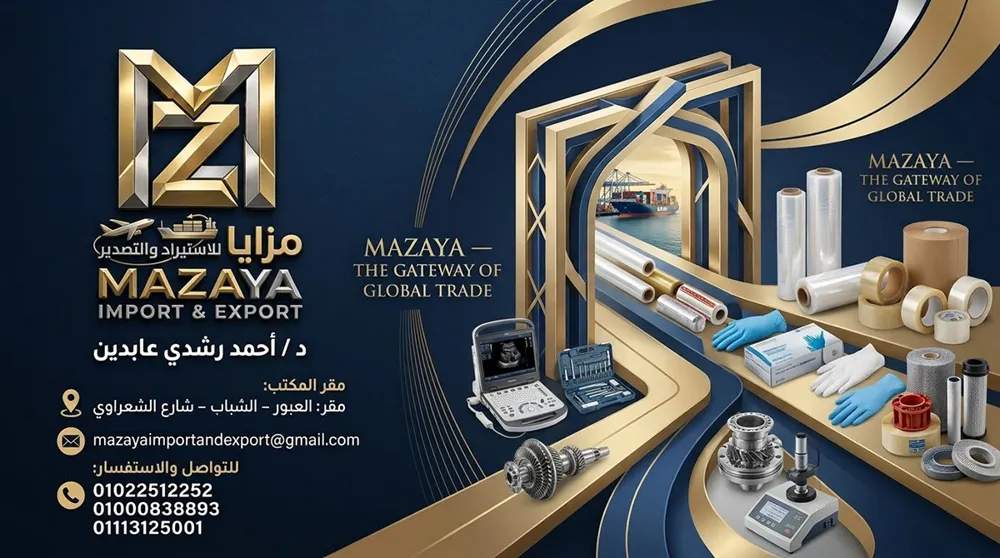 MZ
مزايا
للاستيراد والتصدير
MAZAYA
IMPORT & EXPORT
د / أحمد رشدي عابدين
مقر المكتب:
مقر: العبور – الشباب – شارع الشعراوي
mazayaimportandexport@gmail.com
للتواصل والاستفسار:
01022512252
01000838893
01113125001
MAZAYA —
THE GATEWAY OF
GLOBAL TRADE
MAZAYA —
THE GATEWAY OF
GLOBAL TRADE